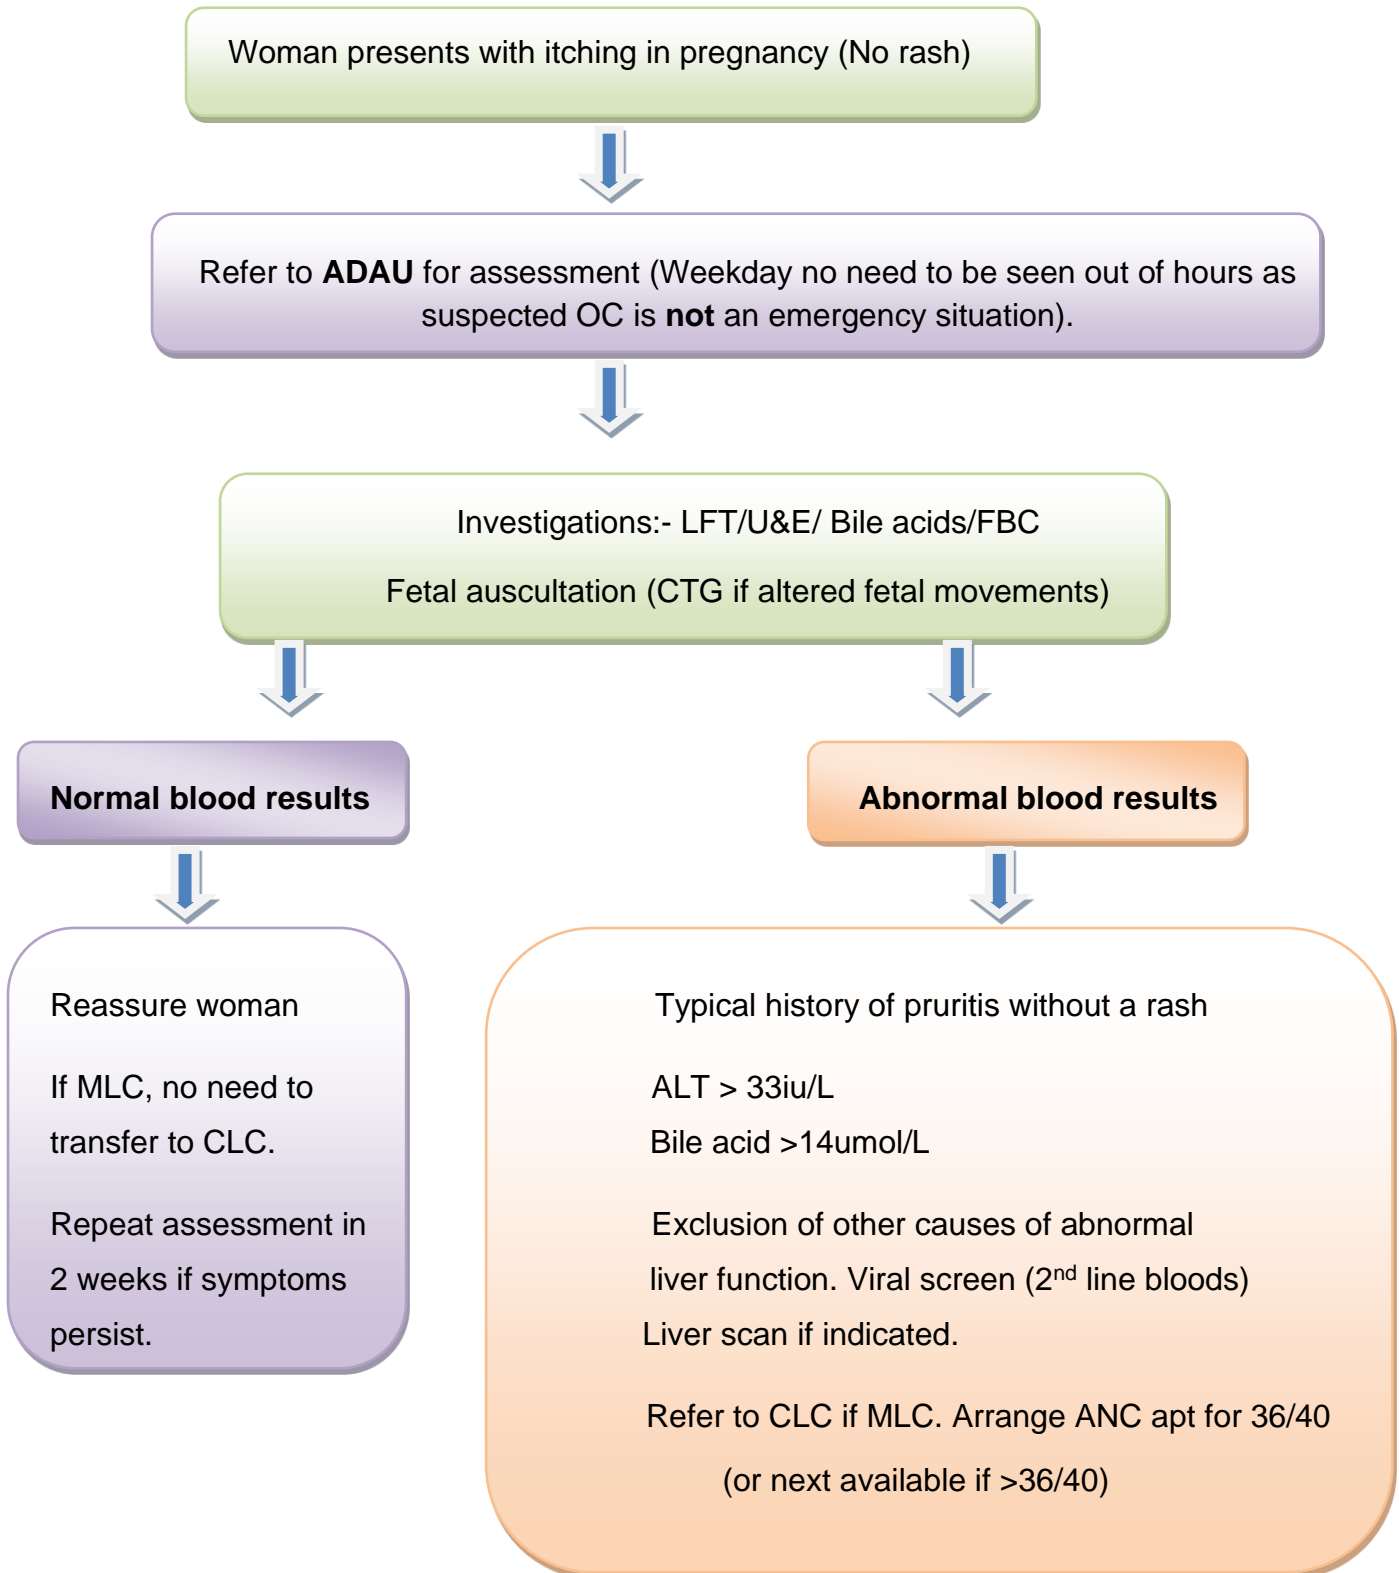 Woman presents with itching in pregnancy (No rash)
Refer to ADAU for assessment (Weekday no need to be seen out of hours as
suspected OC is not an emergency situation).
Investigations:- LFT/U&E/ Bile acids/FBC
Fetal auscultation (CTG if altered fetal movements)
Normal blood results
Reassure woman
If MLC, no need to
transfer to CLC.
Repeat assessment in
2 weeks if symptoms
persist.
Abnormal blood results
Typical history of pruritis without a rash
ALT > 33iu/L
Bile acid >14umol/L
Exclusion of other causes of abnormal
liver function. Viral screen (2nd line bloods)
Liver scan if indicated.
Refer to CLC if MLC. Arrange ANC apt for 36/40
(or next available if >36/40)